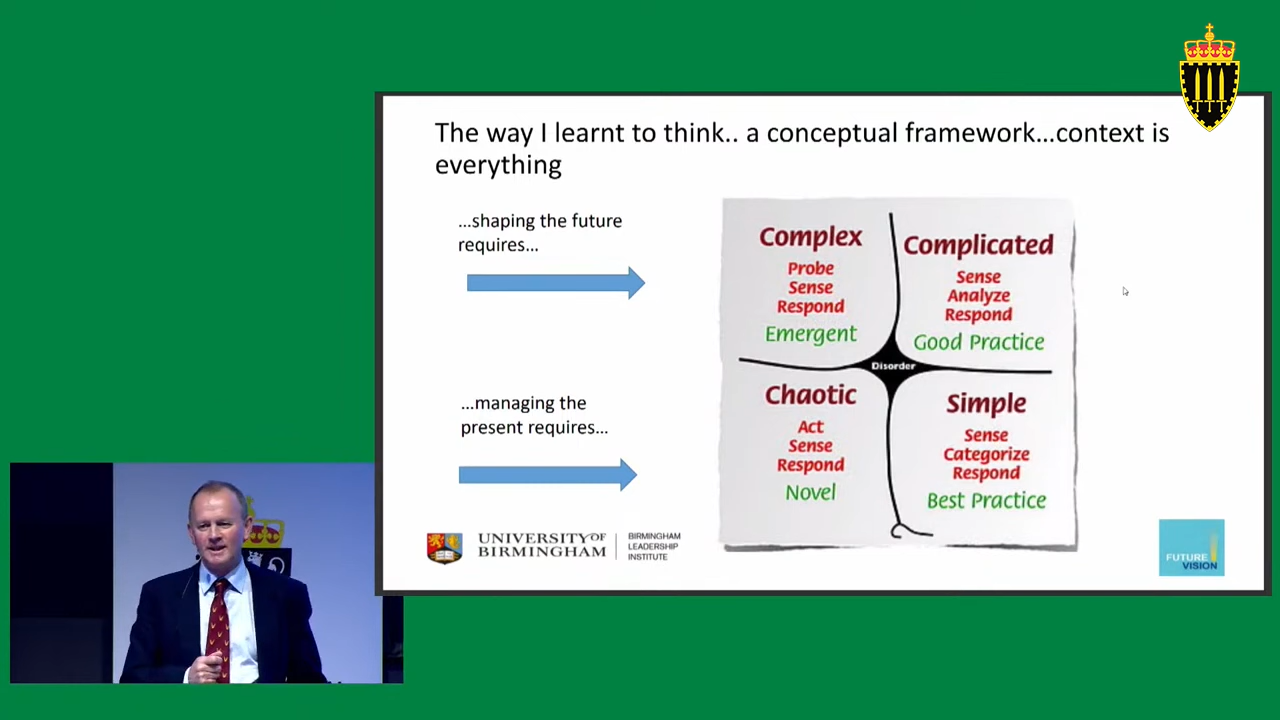 The way I learnt to think.. a conceptual framework...context is
everything
...shaping the future
requires...
...managing the
present requires...
Complex
Probe
Sense
Respond
Emergent
Complicated
Sense
Analyze
Respond
Good Practice
Disorder
Chaotic
Act
Sense
Respond
Novel
Simple
Sense
Categorize
Respond
Best Practice
UNIVERSITYOF
BIRMINGHAM
BIRMINGHAM
LEADERSHIP
INSTITUTE
FUTURE
VISION